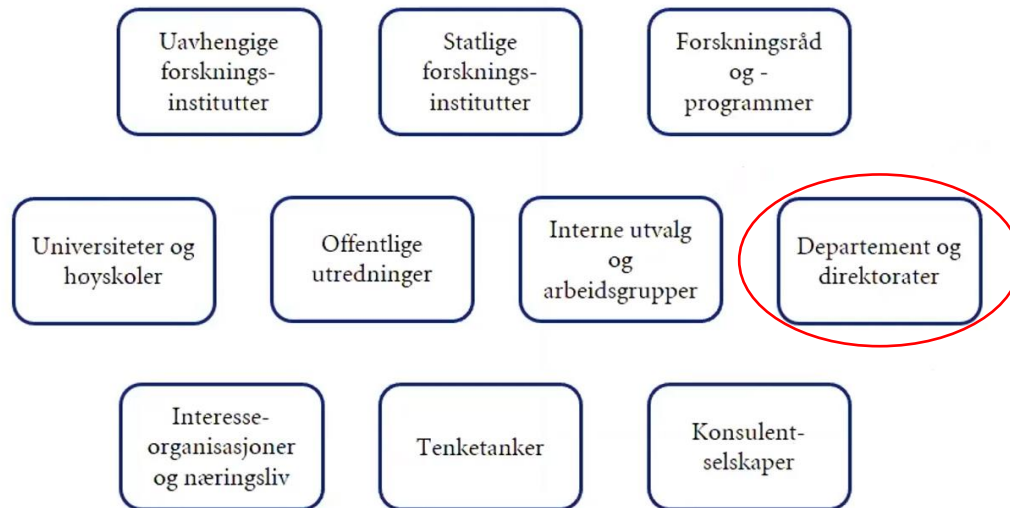 Uavhengige
forsknings-
institutter
Statlige
forsknings-
institutter
Forskningsråd
og -
programmer
Universiteter og
høyskoler
Offentlige
utredninger
Interne utvalg
og
arbeidsgrupper
Departement og
direktorater
Interesse-
organisasjoner
og næringsliv
Tenketanker
Konsulent-
selskaper